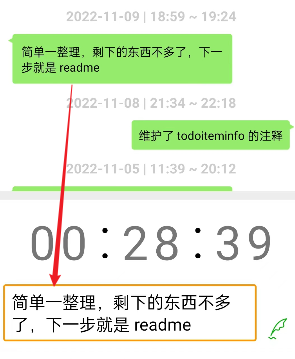 2022-11-09 | 18:59 ~ 19:24
简单一整理，剩下的东西不多了，下一
步就是 readme
2022-11-08 | 21:34 ~ 22:18
维护了 todoiteminfo 的注释
2022-11-05 | 11:39 ~ 20:12
00:28:39
简单一整理，剩下的东西不多
了，下一步就是 readme